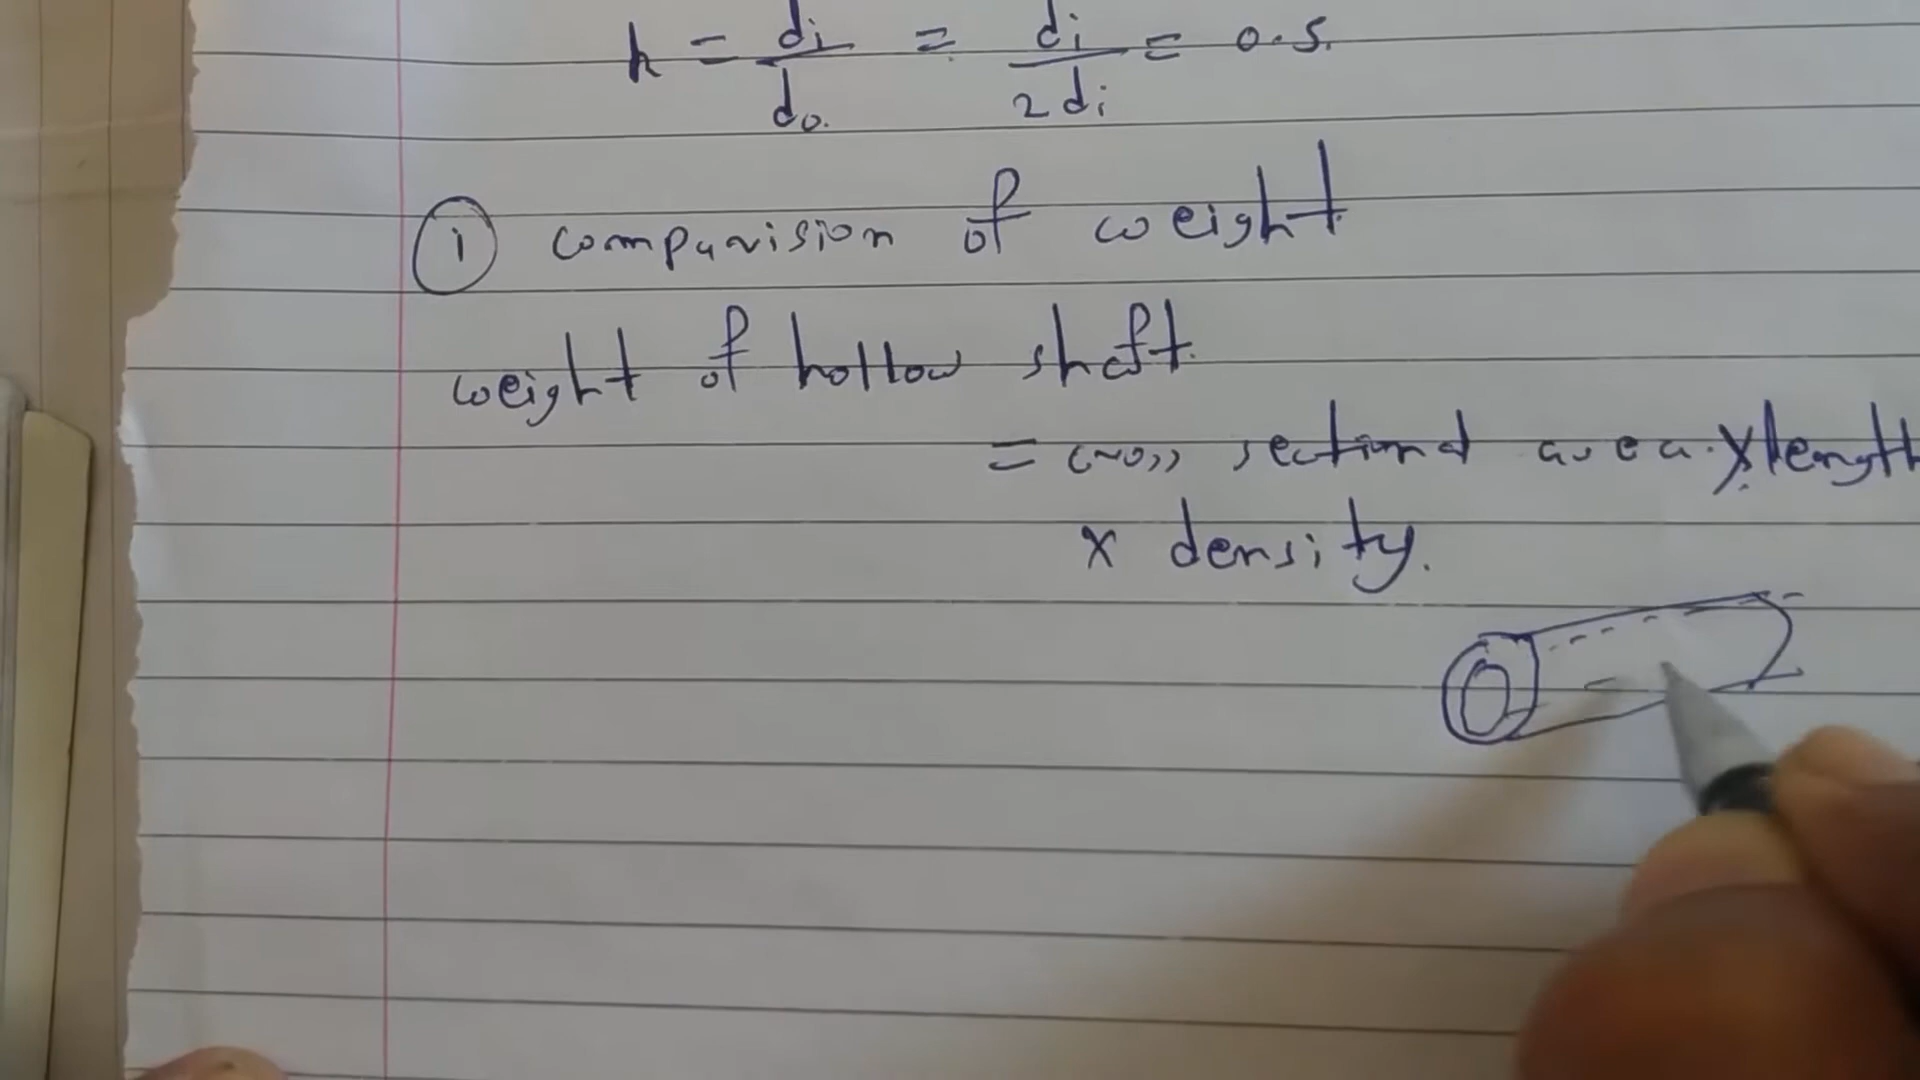 k = di/do = di/2di = 0.5.
① comparision of weight
weight of hollow shaft.
= cross sectional area x length
x density.